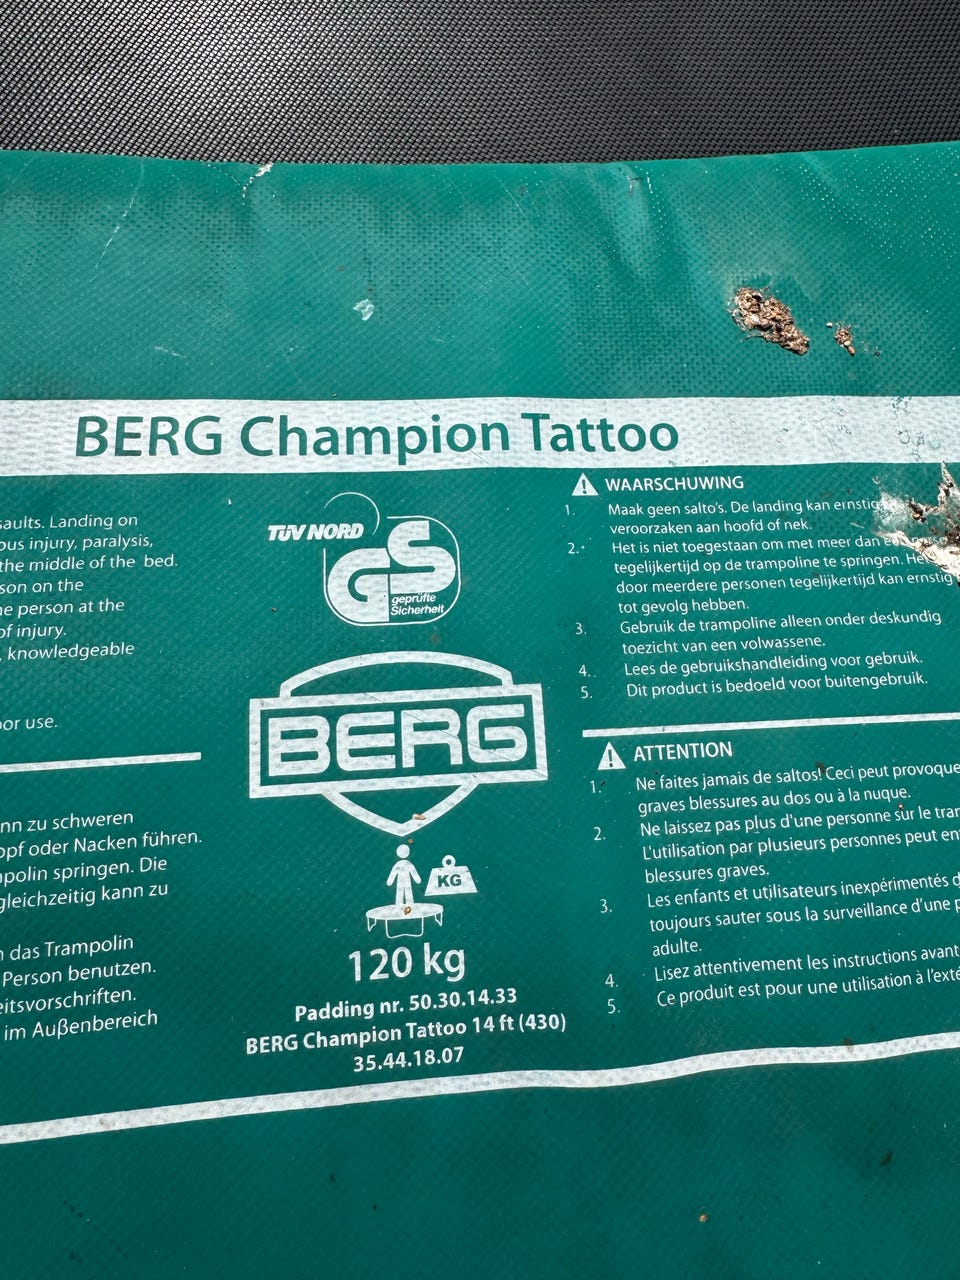 BERG Champion Tattoo
saults. Landing on
ous injury, paralysis,
the middle of the bed.
son on the
ne person at the
of injury.
, knowledgeable
oor use.
nn zu schweren
opf oder Nacken führen.
npolin springen. Die
gleichzeitig kann zu
n das Trampolin
Person benutzen.
eitsvorschriften.
im Außenbereich
TÜV NORD
GS
geprüfte
Sicherheit
BERG
KG
120 kg
Padding nr. 50.30.14.33
BERG Champion Tattoo 14 ft (430)
35.44.18.07
WAARSCHUWING
1. Maak geen salto's. De landing kan ernstig
veroorzaken aan hoofd of nek.
2. Het is niet toegestaan om met meer dan
tegelijkertijd op de trampoline te springen. He
door meerdere personen tegelijkertijd kan ernstig
tot gevolg hebben.
3. Gebruik de trampoline alleen onder deskundig
toezicht van een volwassene.
4. Lees de gebruikshandleiding voor gebruik.
5. Dit product is bedoeld voor buitengebruik.
ATTENTION
1. Ne faites jamais de saltos! Ceci peut provoque
graves blessures au dos ou à la nuque.
2. Ne laissez pas plus d'une personne sur le tram
L'utilisation par plusieurs personnes peut en
blessures graves.
3. Les enfants et utilisateurs inexpérimentés d
toujours sauter sous la surveillance d'une p
adulte.
4. Lisez attentivement les instructions avant
5. Ce produit est pour une utilisation à l'exté